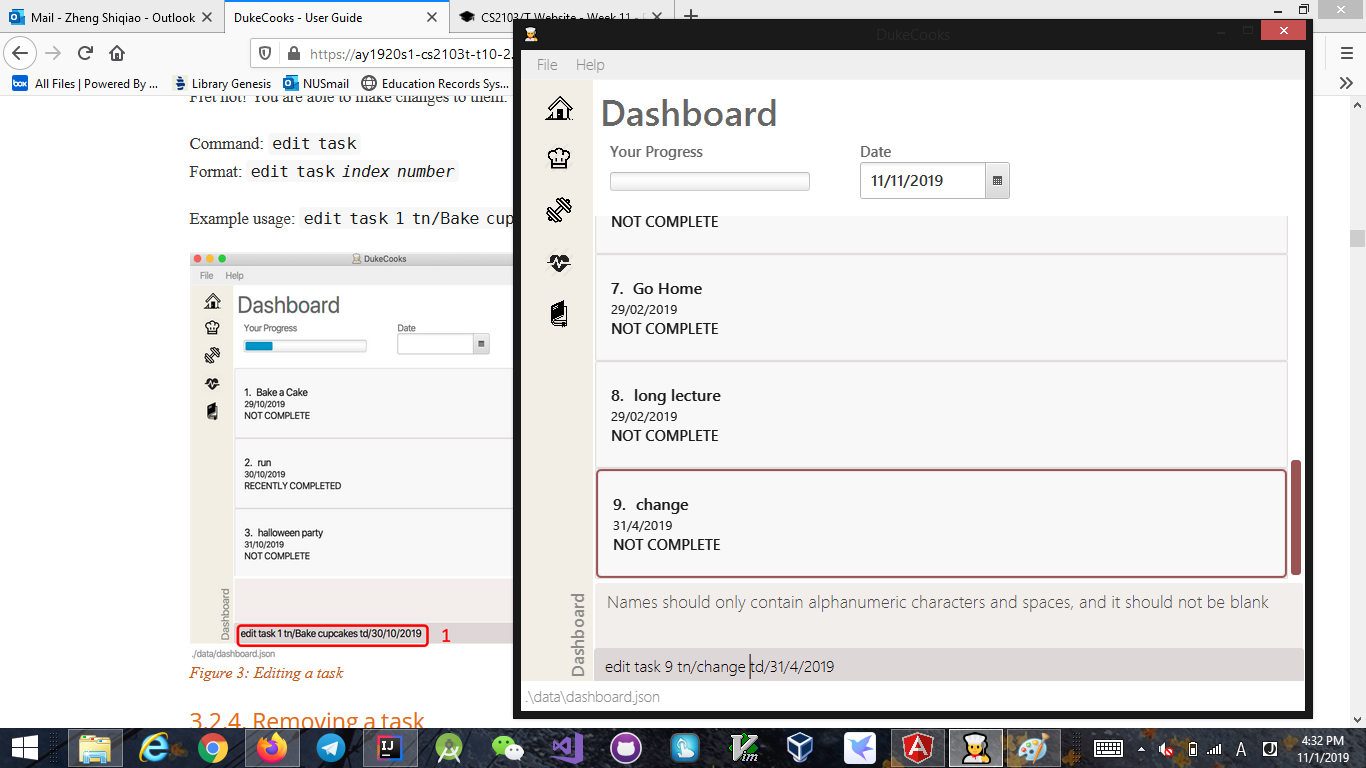 Mail - Zheng Shiqiao - Outlook
DukeCooks - User Guide
CS2103/T Website - Week 11 -
https://ay1920s1-cs2103t-t10-2.
All Files | Powered By ...
Library Genesis
NUSmail
Education Records Sys...
Fret not! You are able to make changes to them.
Command: edit task
Format: edit task index number
Example usage: edit task 1 tn/Bake cup
DukeCooks
File Help
Dashboard
Your Progress
Date
1. Bake a Cake
29/10/2019
NOT COMPLETE
2. run
30/10/2019
RECENTLY COMPLETED
3. halloween party
31/10/2019
NOT COMPLETE
Dashboard
edit task 1 tn/Bake cupcakes td/30/10/2019
1
./data/dashboard.json
Figure 3: Editing a task
3.2.4. Removing a task
DukeCooks
File Help
Dashboard
Your Progress
Date
11/11/2019
NOT COMPLETE
7. Go Home
29/02/2019
NOT COMPLETE
8. long lecture
29/02/2019
NOT COMPLETE
9. change
31/4/2019
NOT COMPLETE
Dashboard
Names should only contain alphanumeric characters and spaces, and it should not be blank
edit task 9 tn/change td/31/4/2019
.\data\dashboard.json
4:32 PM
11/1/2019